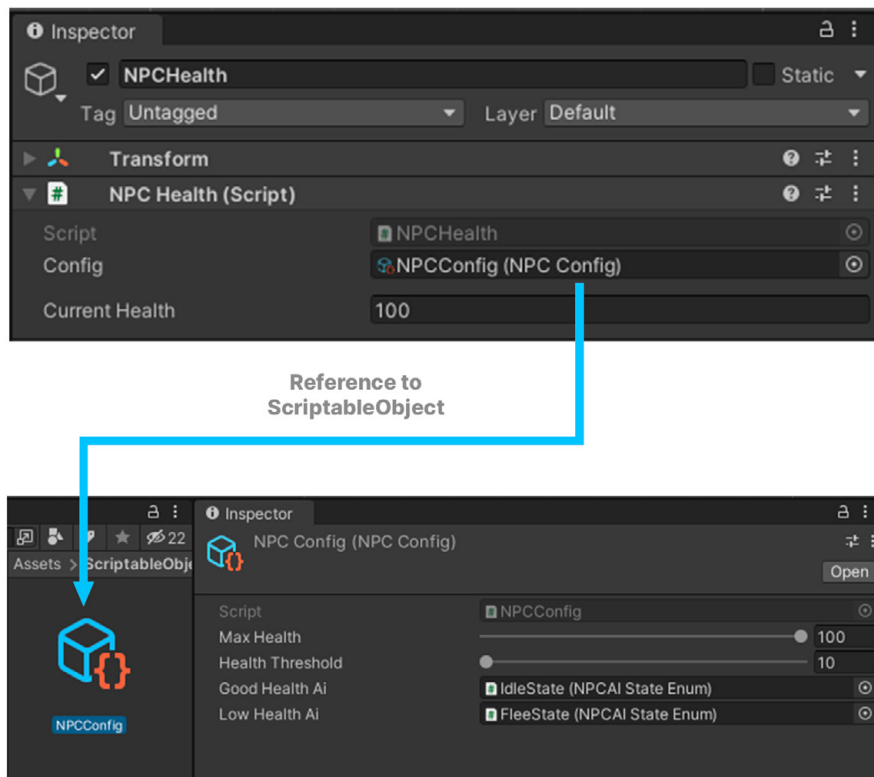 Inspector
NPCHealth
Static
Tag Untagged
Layer Default
Transform
NPC Health (Script)
Script
NPCHealth
Config
NPCConfig (NPC Config)
Current Health
100
Reference to
ScriptableObject
22
Assets > ScriptableObje
NPCConfig
Inspector
NPC Config (NPC Config)
Open
Script
NPCConfig
Max Health
100
Health Threshold
10
Good Health Ai
IdleState (NPCAI State Enum)
Low Health Ai
FleeState (NPCAI State Enum)